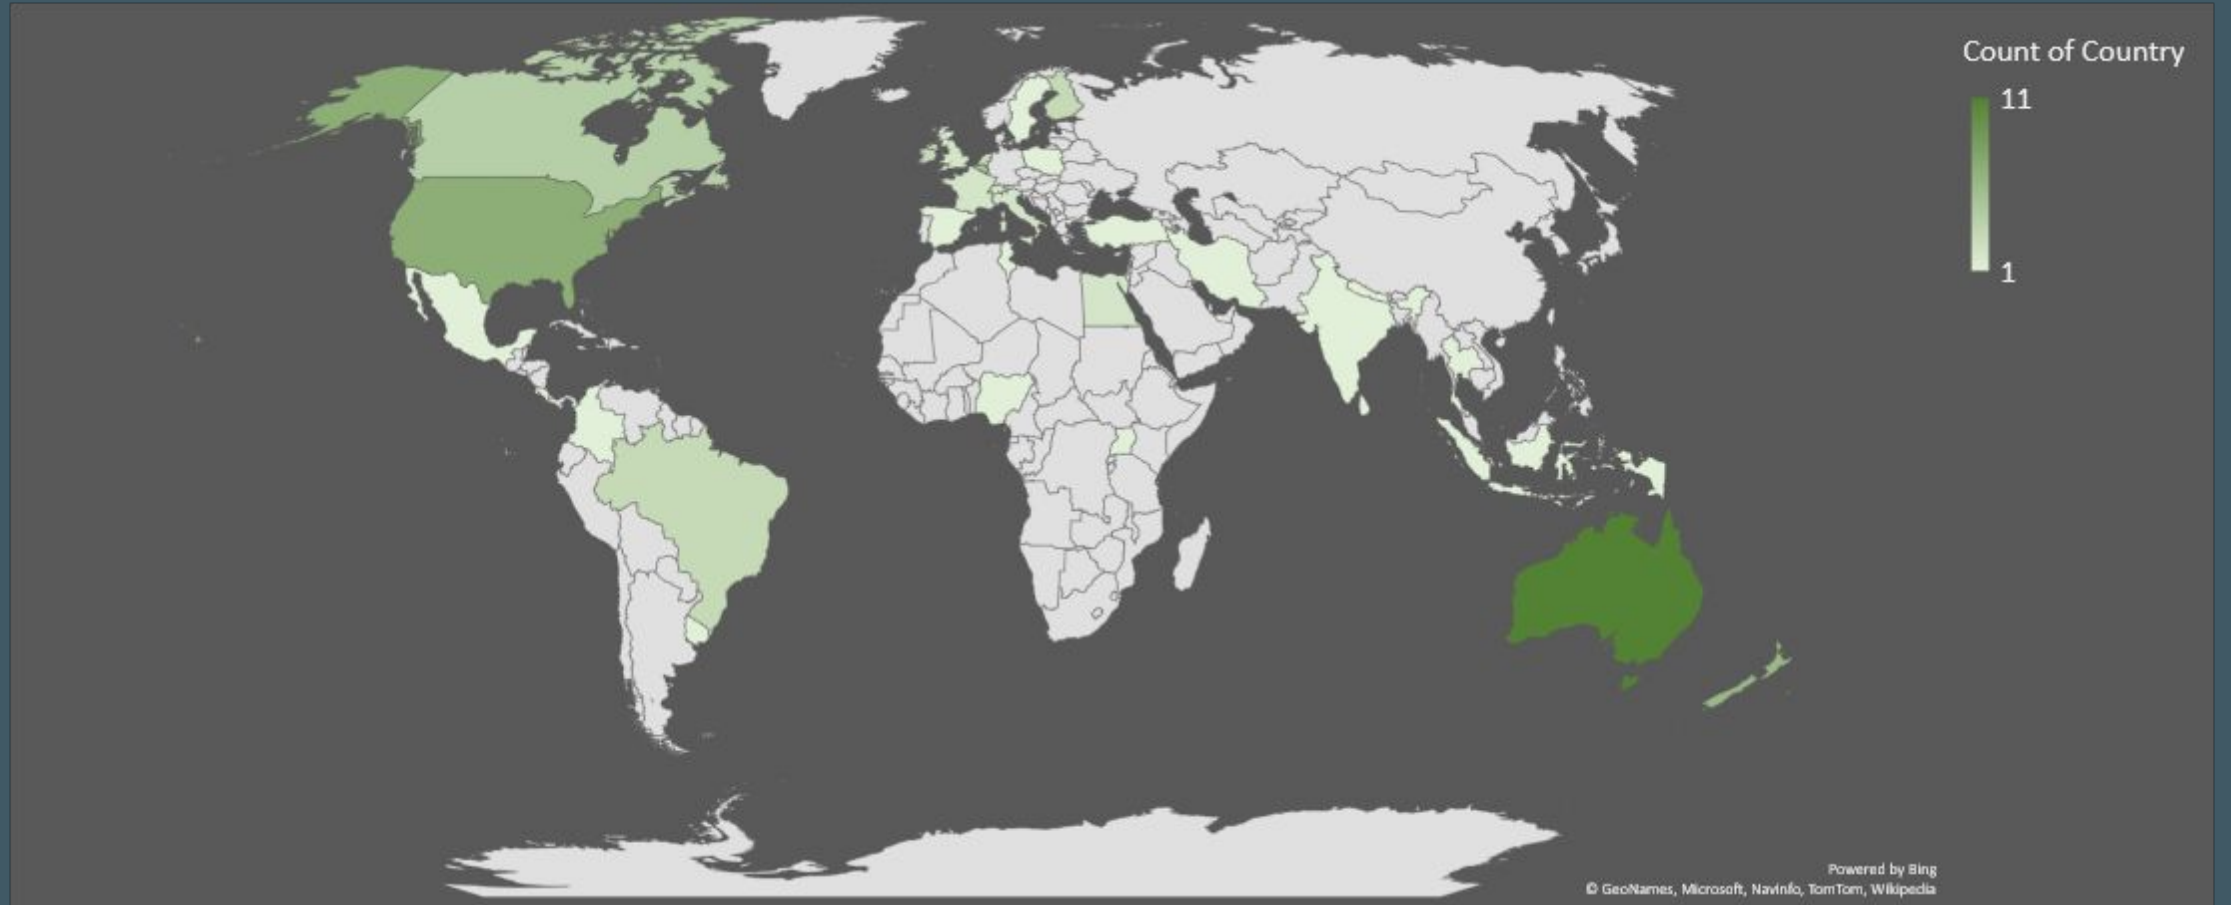 Count of Country
11
1
Powered by Bing
© GeoNames, Microsoft, Navinfo, TomTom, Wikipedia